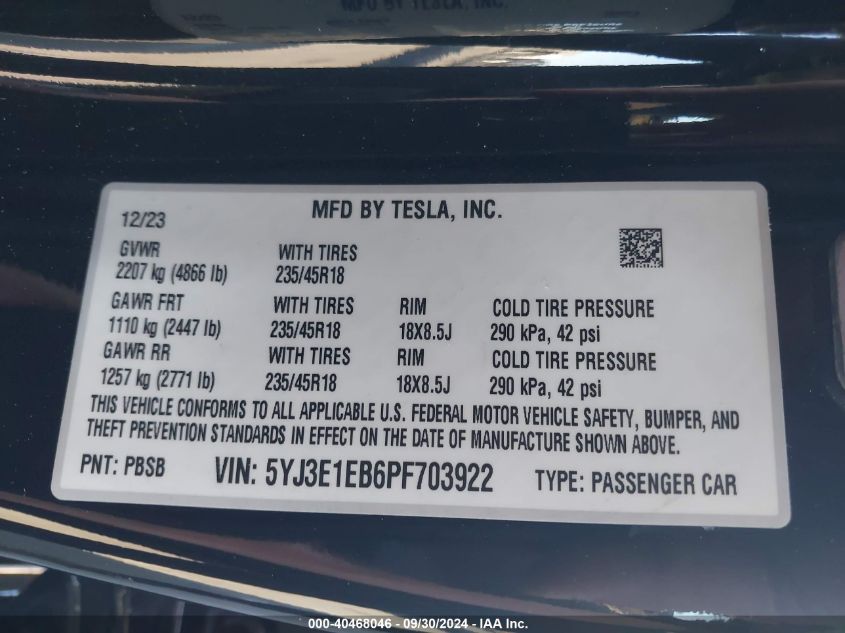 MFD BY TESLA, INC.
12/23 MFD BY TESLA, INC.
GVWR WITH TIRES
2207 kg (4866 lb) 235/45R18
GAWR FRT WITH TIRES RIM COLD TIRE PRESSURE
1110 kg (2447 lb) 235/45R18 18X8.5J 290 kPa, 42 psi
GAWR RR WITH TIRES RIM COLD TIRE PRESSURE
1257 kg (2771 lb) 235/45R18 18X8.5J 290 kPa, 42 psi
THIS VEHICLE CONFORMS TO ALL APPLICABLE U.S. FEDERAL MOTOR VEHICLE SAFETY, BUMPER, AND
THEFT PREVENTION STANDARDS IN EFFECT ON THE DATE OF MANUFACTURE SHOWN ABOVE.
PNT: PBSB VIN: 5YJ3E1EB6PF703922 TYPE: PASSENGER CAR
000-40468046 - 09/30/2024 - IAA Inc.